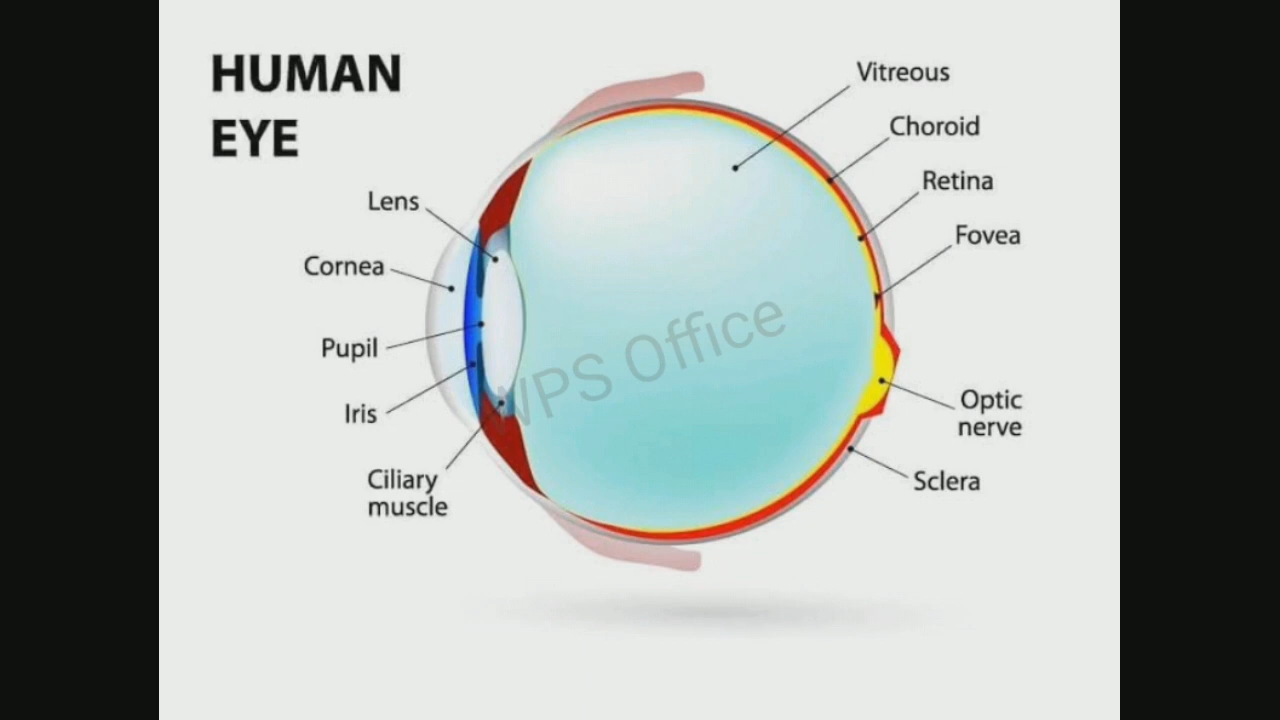 HUMAN
EYE
Vitreous
Choroid
Retina
Fovea
Lens
Cornea
Pupil
Iris
Ciliary
muscle
Optic
nerve
Sclera
WPS Office